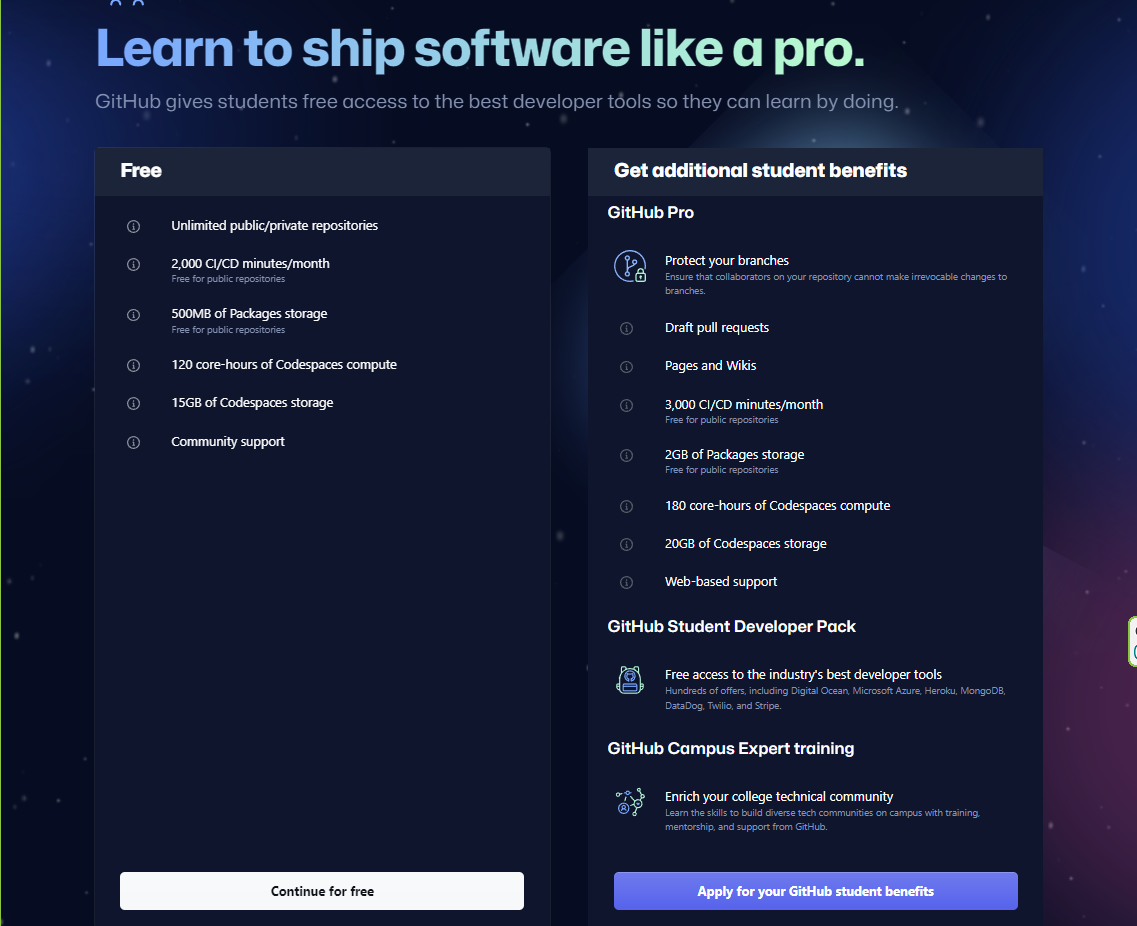 Learn to ship software like a pro.
GitHub gives students free access to the best developer tools so they can learn by doing.
Free
Unlimited public/private repositories
2,000 CI/CD minutes/month
Free for public repositories
500MB of Packages storage
Free for public repositories
120 core-hours of Codespaces compute
15GB of Codespaces storage
Community support
Continue for free
Get additional student benefits
GitHub Pro
Protect your branches
Ensure that collaborators on your repository cannot make irrevocable changes to
branches.
Draft pull requests
Pages and Wikis
3,000 CI/CD minutes/month
Free for public repositories
2GB of Packages storage
Free for public repositories
180 core-hours of Codespaces compute
20GB of Codespaces storage
Web-based support
GitHub Student Developer Pack
Free access to the industry's best developer tools
Hundreds of offers, including Digital Ocean, Microsoft Azure, Heroku, MongoDB,
DataDog, Twilio, and Stripe.
GitHub Campus Expert training
Enrich your college technical community
Learn the skills to build diverse tech communities on campus with training,
mentorship, and support from GitHub.
Apply for your GitHub student benefits